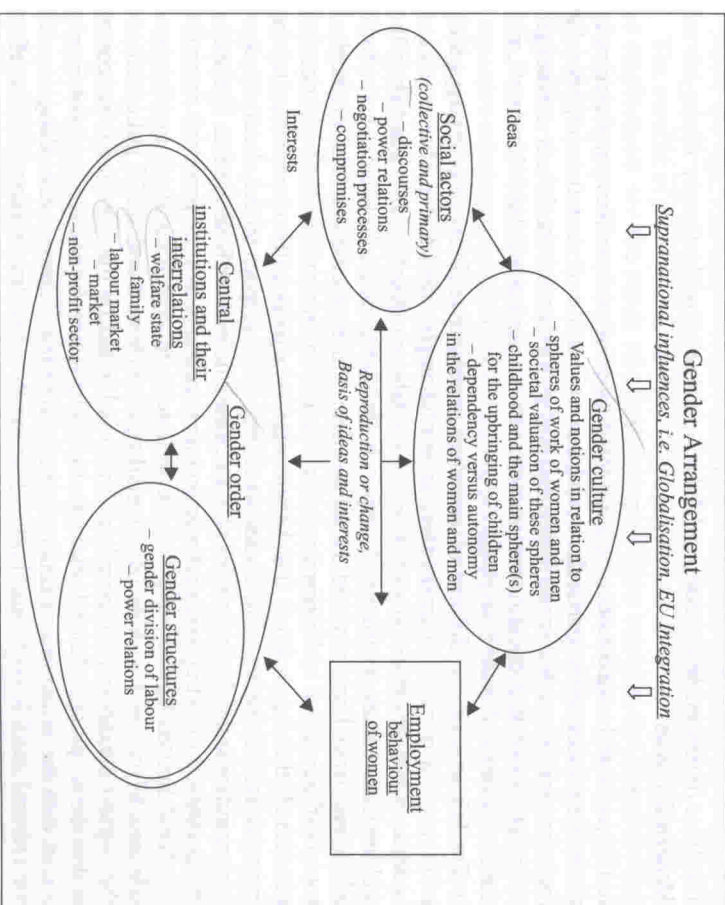 Gender Arrangement
Supranational influences, i.e. Globalisation, EU Integration
Gender culture
Values and notions in relation to
– spheres of work of women and men
– societal valuation of these spheres
– childhood and the main sphere(s)
for the upbringing of children
– dependency versus autonomy
in the relations of women and men
Ideas
Social actors
(collective and primary)
– discourses
– power relations
– negotiation processes
– compromises
Interests
Reproduction or change,
Basis of ideas and interests
Employment
behaviour
of women
Gender order
Central
institutions and their
interrelations
– welfare state
– family
– labour market
– market
– non-profit sector
Gender structures
– gender division of labour
– power relations